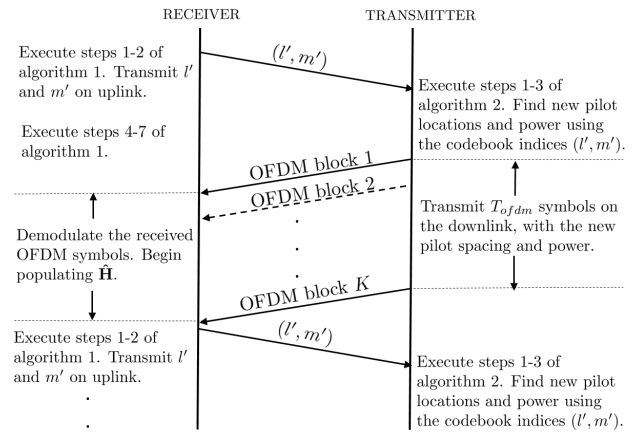 RECEIVER
TRANSMITTER
Execute steps 1-2 of
algorithm 1. Transmit l′
and m′ on uplink.
(l′, m′)
Execute steps 1-3 of
algorithm 2. Find new pilot
locations and power using
the codebook indices (l′, m′).
Execute steps 4-7 of
algorithm 1.
OFDM block 1
OFDM block 2
Transmit T_{ofdm} symbols on
the downlink, with the new
pilot spacing and power.
Demodulate the received
OFDM symbols. Begin
populating Ĥ.
OFDM block K
(l′, m′)
Execute steps 1-2 of
algorithm 1. Transmit l′
and m′ on uplink.
Execute steps 1-3 of
algorithm 2. Find new pilot
locations and power using
the codebook indices (l′, m′).